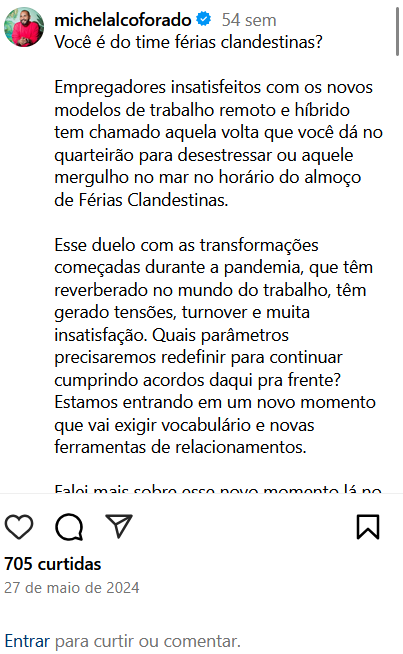 michelalcoforado 54 sem
Você é do time férias clandestinas?
Empregadores insatisfeitos com os novos
modelos de trabalho remoto e híbrido
tem chamado aquela volta que você dá no
quarteirão para desestressar ou aquele
mergulho no mar no horário do almoço
de Férias Clandestinas.
Esse duelo com as transformações
começadas durante a pandemia, que têm
reverberado no mundo do trabalho, têm
gerado tensões, turnover e muita
insatisfação. Quais parâmetros
precisaremos redefinir para continuar
cumprindo acordos daqui pra frente?
Estamos entrando em um novo momento
que vai exigir vocabulário e novas
ferramentas de relacionamentos.
Falei mais sobre esse novo momento lá no
705 curtidas
27 de maio de 2024
Entrar para curtir ou comentar.